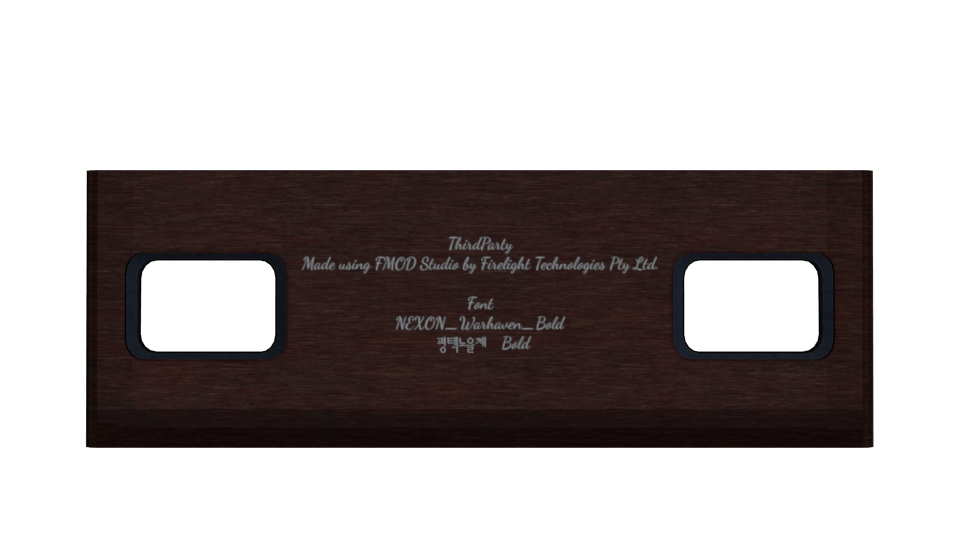 ThirdParty
Made using FMOD Studio by Firelight Technologies Pty Ltd.
Font
NEXON_Warhaven_Bold
평택노을체 Bold